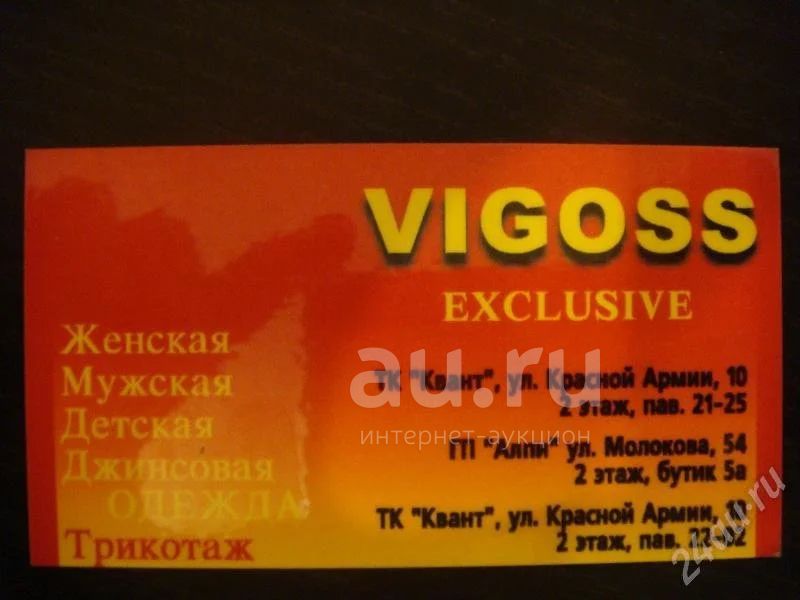 VIGOSS
EXCLUSIVE
Женская
Мужская
Детская
Джинсовая
ОДЕЖДА
Трикотаж
ТК "Квант", ул. Красной Армии, 10
2 этаж, пав. 21-25
"Алпи" ул. Молокова, 54
2 этаж, бутик 5а
ТК "Квант", ул. Красной Армии,
2 этаж, пав.
au.ru
интернет-аукцион
24au.ru